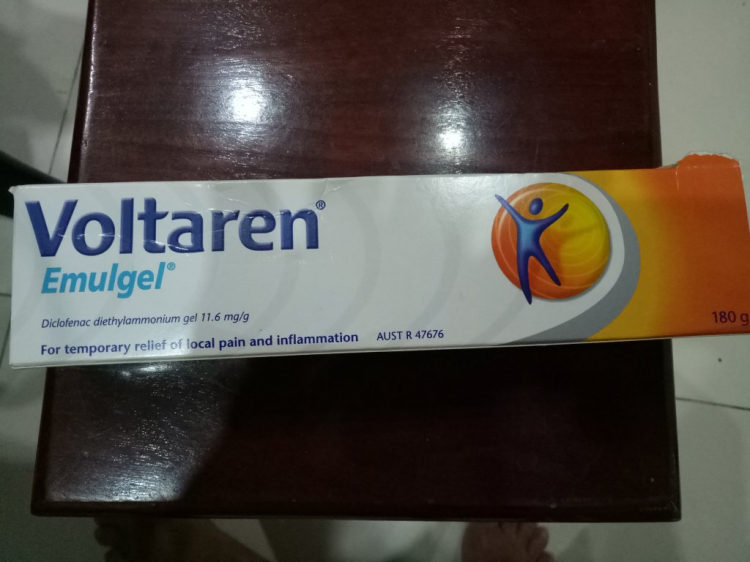 Voltaren®
Emulgel®
Diclofenac diethylammonium gel 11.6 mg/g
For temporary relief of local pain and inflammation AUST R 47676
180 g